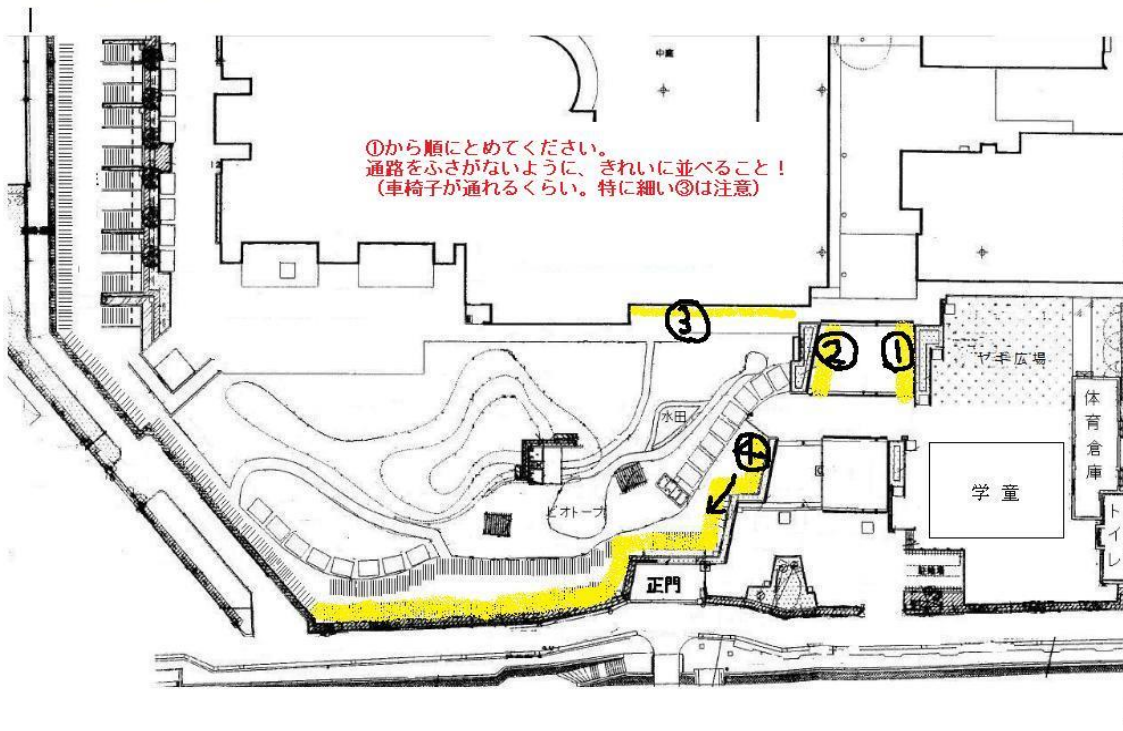 中庭
①から順にとめてください。
通路をふさがないように、きれいに並べること！
（車椅子が通れるくらい。特に細い③は注意）
③
②
①
ヤギ広場
水田
体育倉庫
④
学童
ビオトープ
トイレ
正門